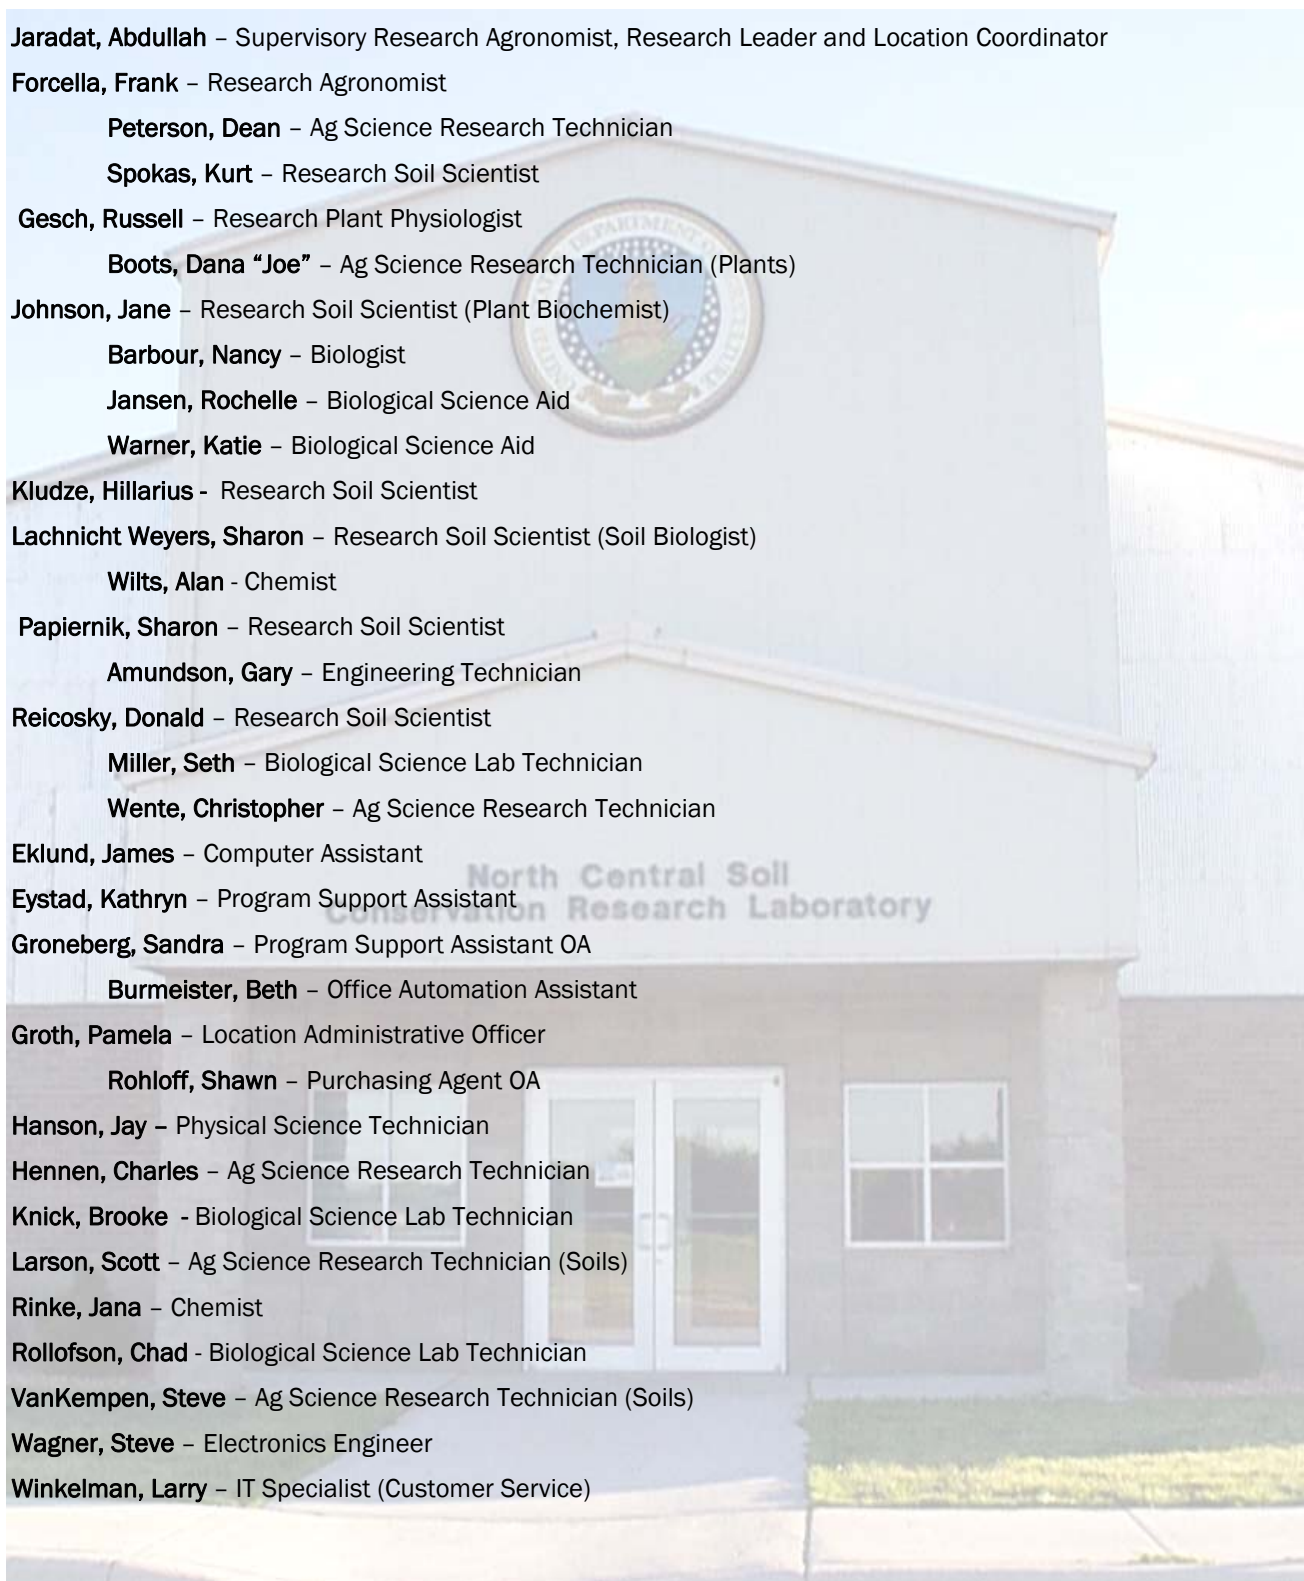 Jaradat, Abdullah – Supervisory Research Agronomist, Research Leader and Location Coordinator
Forcella, Frank – Research Agronomist
Peterson, Dean – Ag Science Research Technician
Spokas, Kurt – Research Soil Scientist
Gesch, Russell – Research Plant Physiologist
Boots, Dana “Joe” – Ag Science Research Technician (Plants)
Johnson, Jane – Research Soil Scientist (Plant Biochemist)
Barbour, Nancy – Biologist
Jansen, Rochelle – Biological Science Aid
Warner, Katie – Biological Science Aid
Kludze, Hillarius - Research Soil Scientist
Lachnicht Weyers, Sharon – Research Soil Scientist (Soil Biologist)
Wilts, Alan - Chemist
Papiernik, Sharon – Research Soil Scientist
Amundson, Gary – Engineering Technician
Reicosky, Donald – Research Soil Scientist
Miller, Seth – Biological Science Lab Technician
Wente, Christopher – Ag Science Research Technician
Eklund, James – Computer Assistant
North Central Soil
Eystad, Kathryn – Program Support Assistant
Conservation Research Laboratory
Groneberg, Sandra – Program Support Assistant OA
Burmeister, Beth – Office Automation Assistant
Groth, Pamela – Location Administrative Officer
Rohloff, Shawn – Purchasing Agent OA
Hanson, Jay – Physical Science Technician
Hennen, Charles – Ag Science Research Technician
Knick, Brooke - Biological Science Lab Technician
Larson, Scott – Ag Science Research Technician (Soils)
Rinke, Jana – Chemist
Rollofson, Chad - Biological Science Lab Technician
VanKempen, Steve – Ag Science Research Technician (Soils)
Wagner, Steve – Electronics Engineer
Winkelman, Larry – IT Specialist (Customer Service)